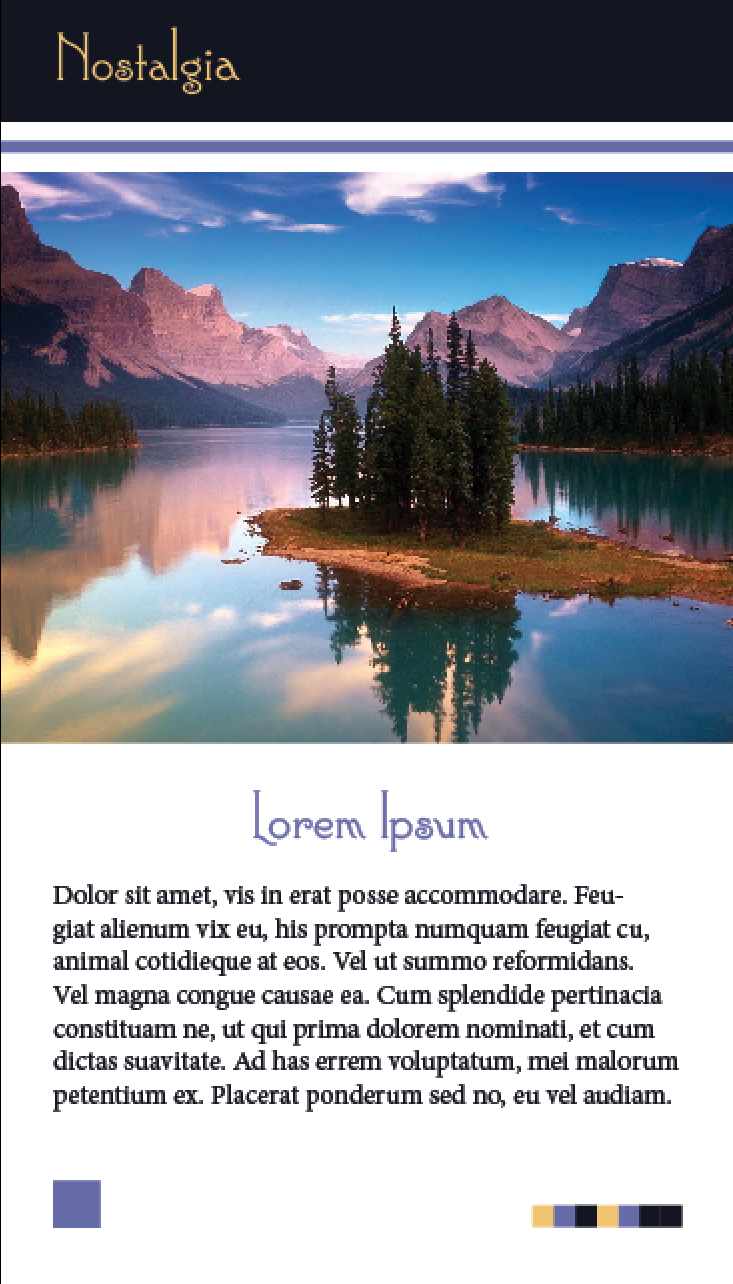 Nostalgia
Lorem Ipsum
Dolor sit amet, vis in erat posse accommodare. Feu-
giat alienum vix eu, his prompta numquam feugiat cu,
animal cotidieque at eos. Vel ut summo reformidans.
Vel magna congue causae ea. Cum splendide pertinacia
constituam ne, ut qui prima dolorem nominati, et cum
dictas suavitate. Ad has errem voluptatum, mei malorum
petentium ex. Placerat ponderum sed no, eu vel audiam.